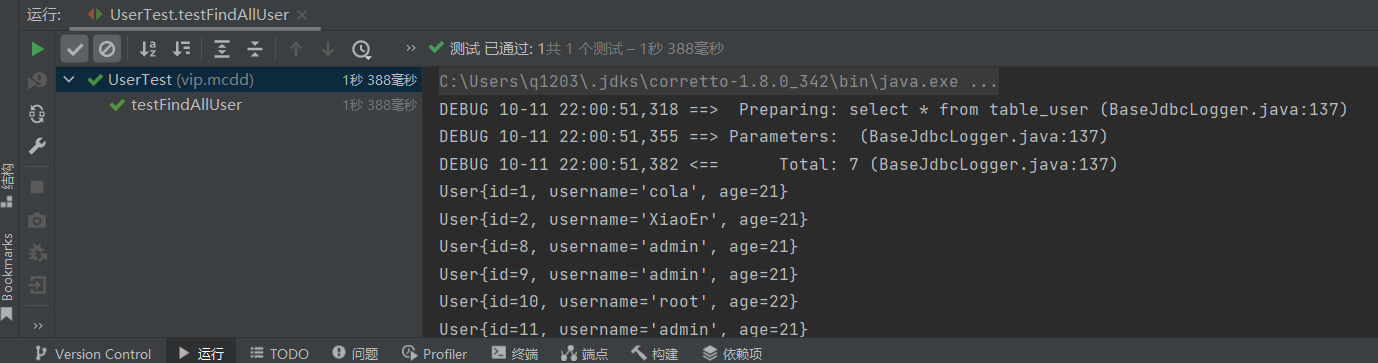 运行: UserTest.testFindAllUser ×
» 测试 已通过: 1共 1 个测试 – 1秒 388毫秒
UserTest (vip.mcdd) 1秒 388毫秒
testFindAllUser 1秒 388毫秒
C:\Users\q1203\.jdks\corretto-1.8.0_342\bin\java.exe ...
DEBUG 10-11 22:00:51,318 ==>  Preparing: select * from table_user (BaseJdbcLogger.java:137)
DEBUG 10-11 22:00:51,355 ==> Parameters:  (BaseJdbcLogger.java:137)
DEBUG 10-11 22:00:51,382 <==      Total: 7 (BaseJdbcLogger.java:137)
User{id=1, username='cola', age=21}
User{id=2, username='XiaoEr', age=21}
User{id=8, username='admin', age=21}
User{id=9, username='admin', age=21}
User{id=10, username='root', age=22}
User{id=11, username='admin', age=21}
结构
Bookmarks
»
Version Control 运行 TODO 问题 Profiler 终端 端点 构建 依赖项